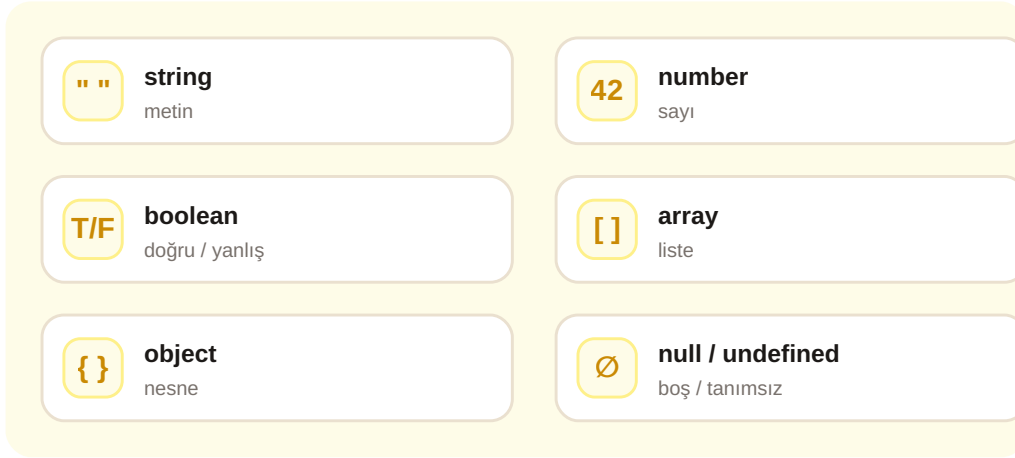 " "
string
metin
42
number
sayı
T/F
boolean
doğru / yanlış
[ ]
array
liste
{ }
object
nesne
∅
null / undefined
boş / tanımsız